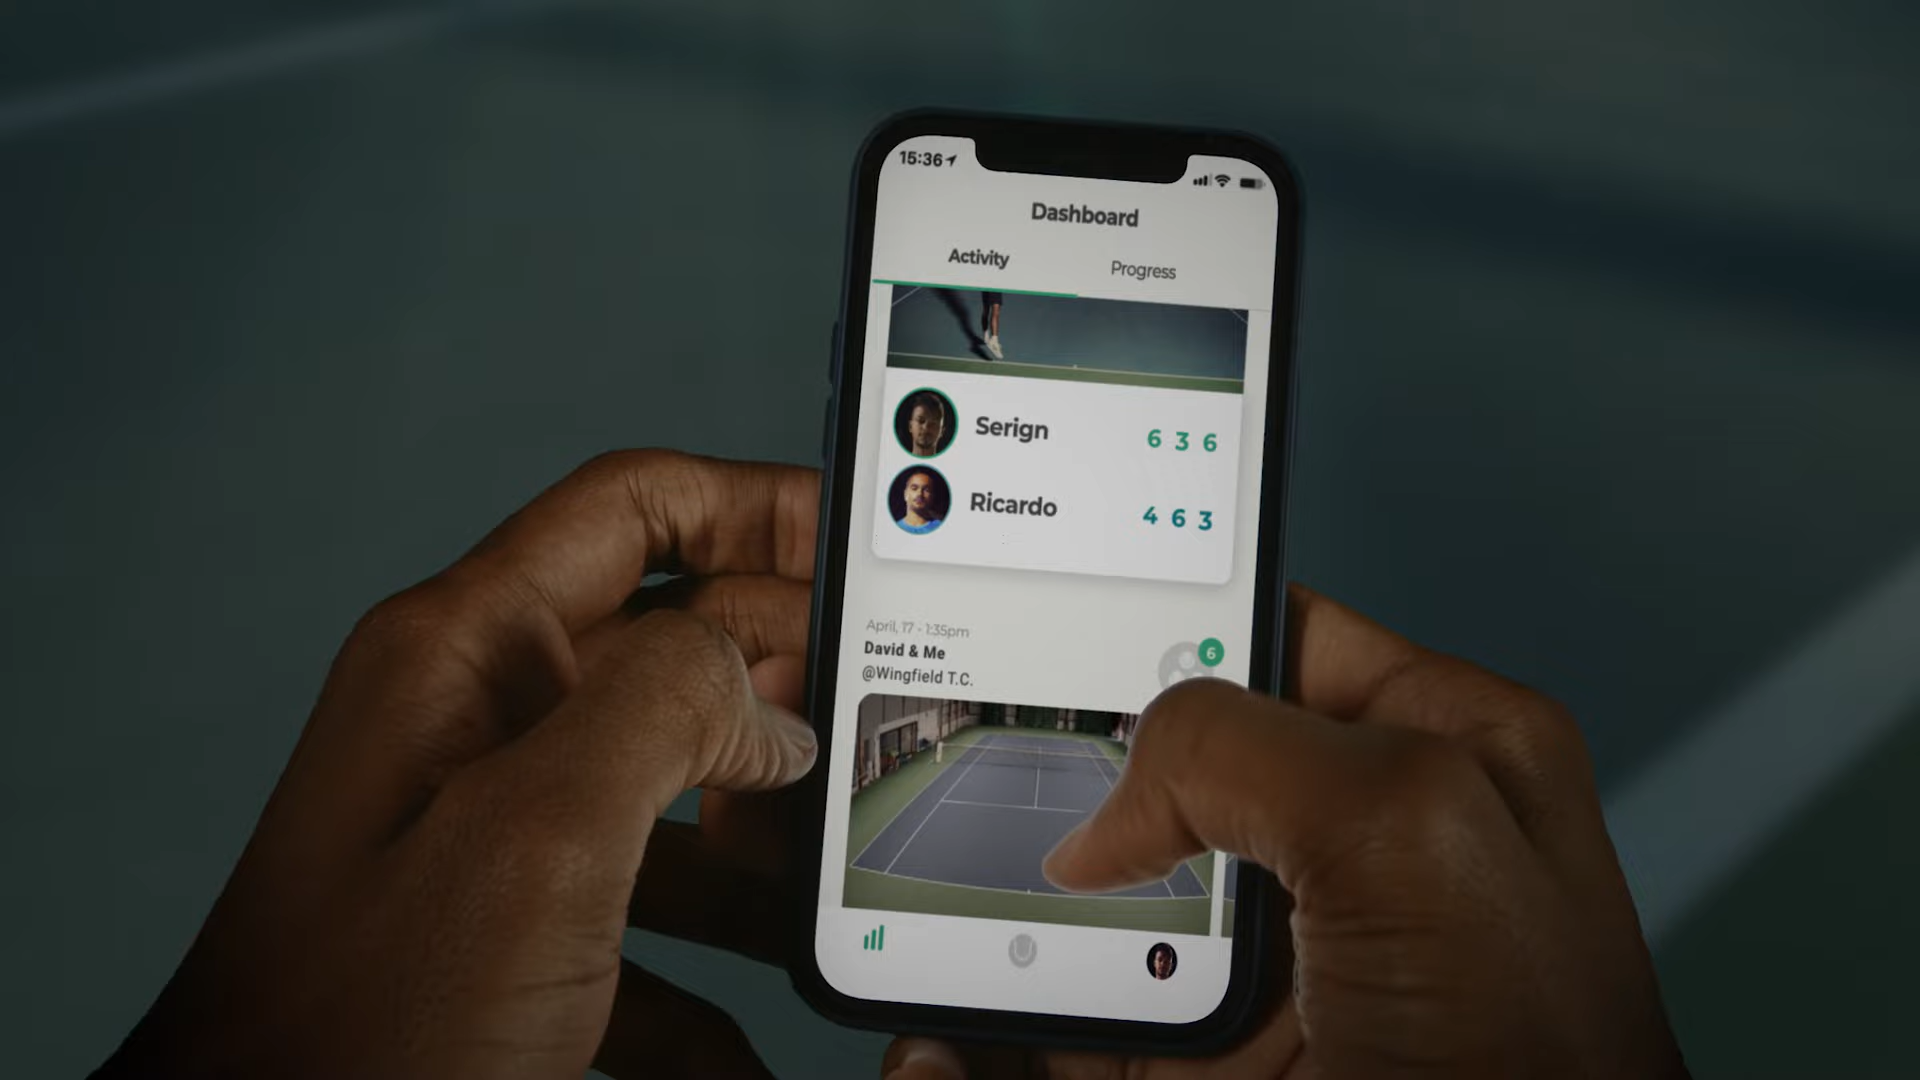 15:36
Dashboard
Activity Progress
Serign 6 3 6
Ricardo 4 6 3
April, 17 - 1:35pm
David & Me
@Wingfield T.C.
6